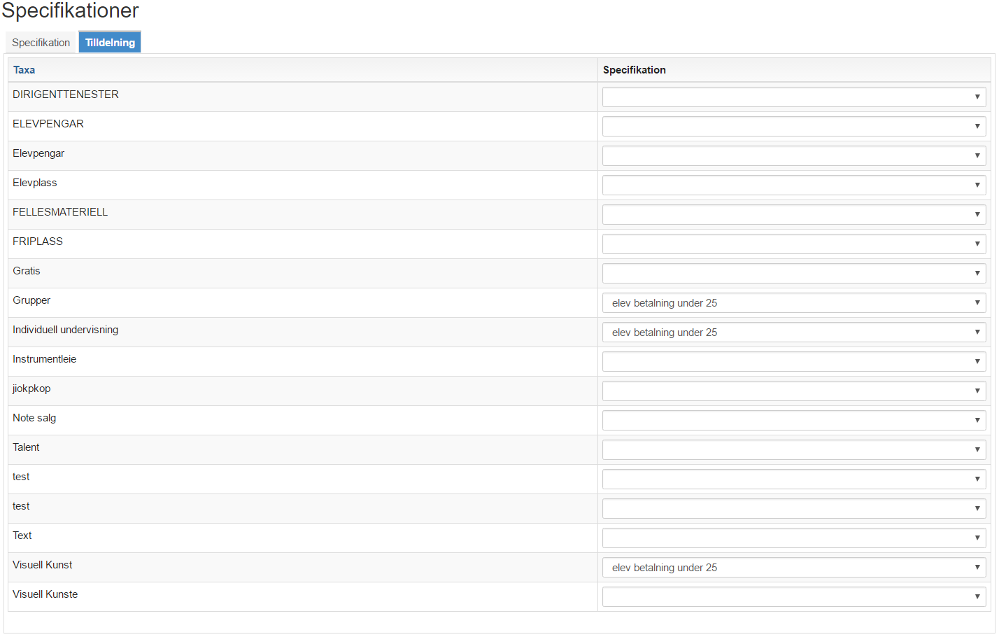 Specifikationer
Specifikation Tilldelning
Taxa Specifikation
DIRIGENTTENESTER
ELEVPENGAR
Elevpengar
Elevplass
FELLESMATERIELL
FRIPLASS
Gratis
Grupper elev betalning under 25
Individuell undervisning elev betalning under 25
Instrumentleie
jiokpkop
Note salg
Talent
test
test
Text
Visuell Kunst elev betalning under 25
Visuell Kunste